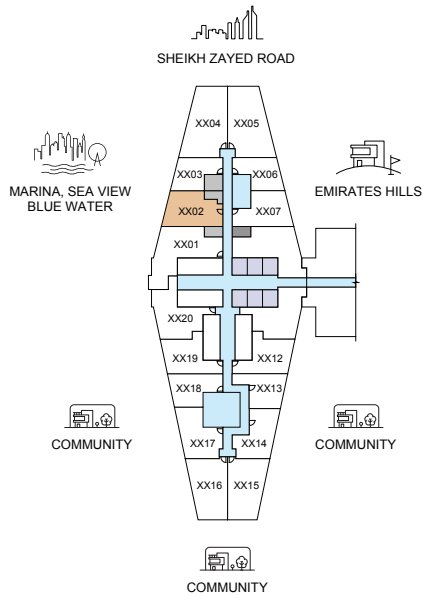 SHEIKH ZAYED ROAD
XX04
XX05
MARINA, SEA VIEW
BLUE WATER
XX03
XX06
EMIRATES HILLS
XX02
XX07
XX01
XX20
XX19
XX12
XX18
XX13
COMMUNITY
COMMUNITY
XX17
XX14
XX16
XX15
COMMUNITY